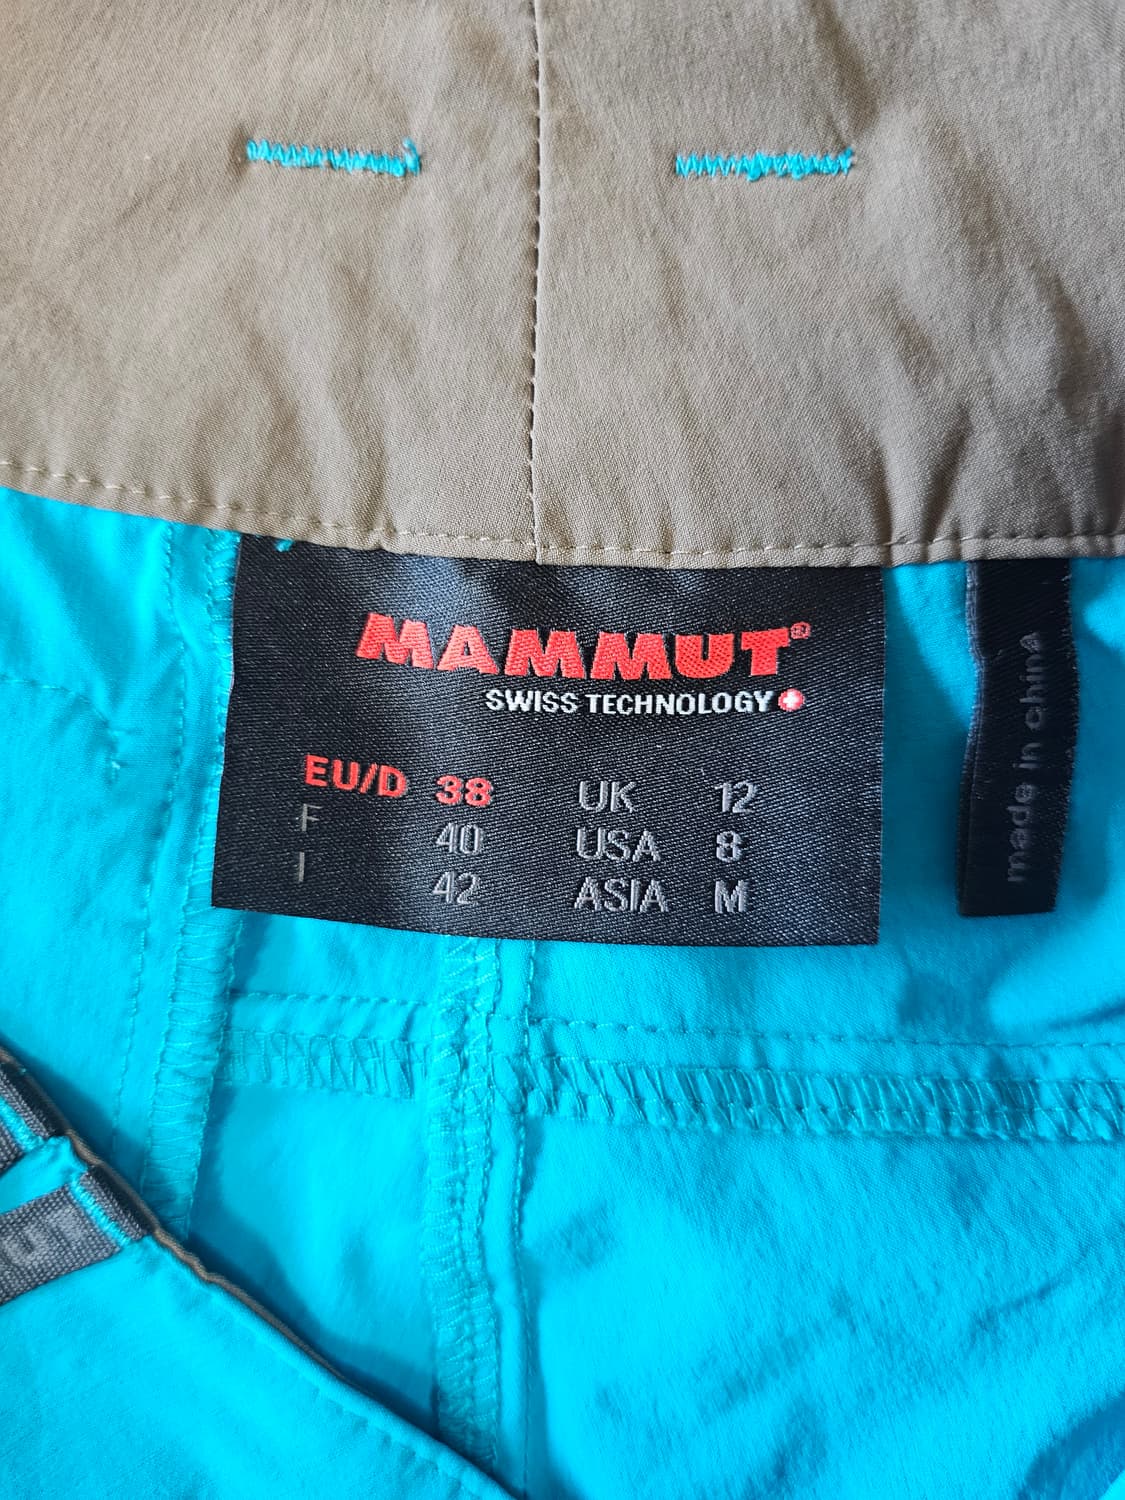 MAMMUT®
SWISS TECHNOLOGY
EU/D 38 UK 12
F 40 USA 8
I 42 ASIA M
made in china